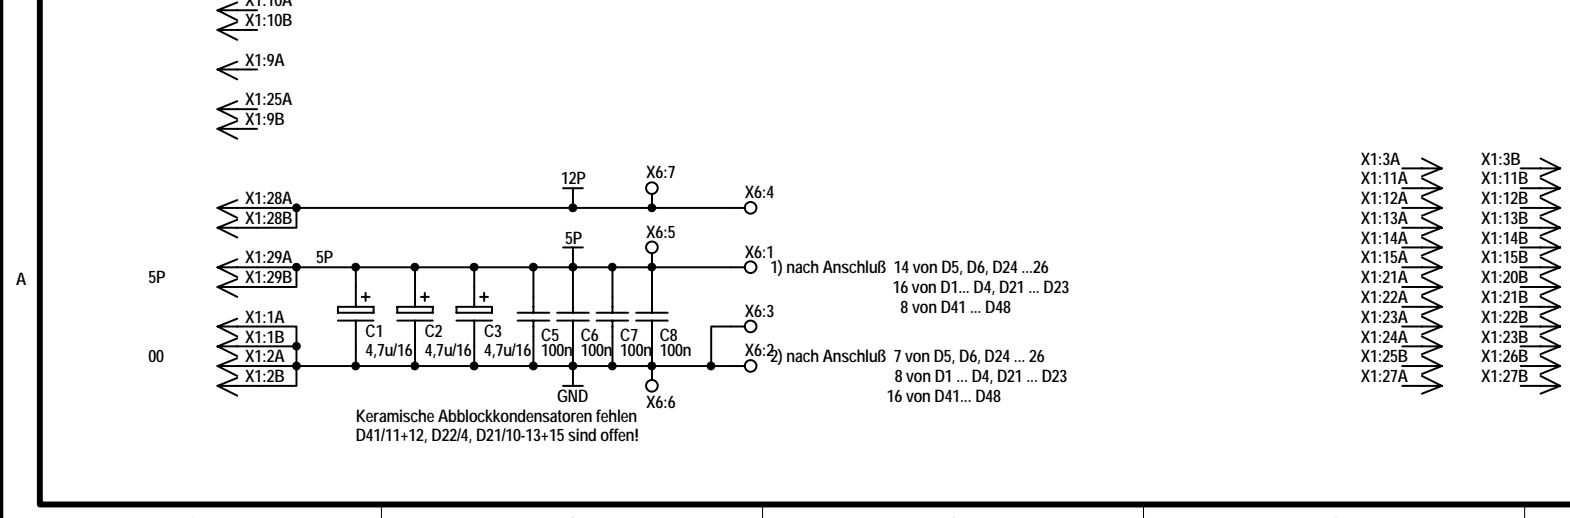 X1:10A
X1:10B
X1:9A
X1:25A
X1:9B
X1:28A
X1:28B
12P
X6:7
X6:4
X1:29A
X1:29B
5P
5P
X6:5
X6:1
A
5P
+
+
+
C1
4,7u/16
C2
4,7u/16
C3
4,7u/16
C5
100n
C6
100n
C7
100n
C8
100n
X6:3
X1:1A
X1:1B
00
X1:2A
X1:2B
X6:2
GND
X6:6
1) nach Anschluß 14 von D5, D6, D24 ...26
16 von D1... D4, D21 ... D23
8 von D41 ... D48
2) nach Anschluß 7 von D5, D6, D24 ... 26
8 von D1 ... D4, D21 ... D23
16 von D41... D48
Keramische Abblockkondensatoren fehlen
D41/11+12, D22/4, D21/10-13+15 sind offen!
X1:3A
X1:11A
X1:12A
X1:13A
X1:14A
X1:15A
X1:21A
X1:22A
X1:23A
X1:24A
X1:25B
X1:27A
X1:3B
X1:11B
X1:12B
X1:13B
X1:14B
X1:15B
X1:20B
X1:21B
X1:22B
X1:23B
X1:26B
X1:27B